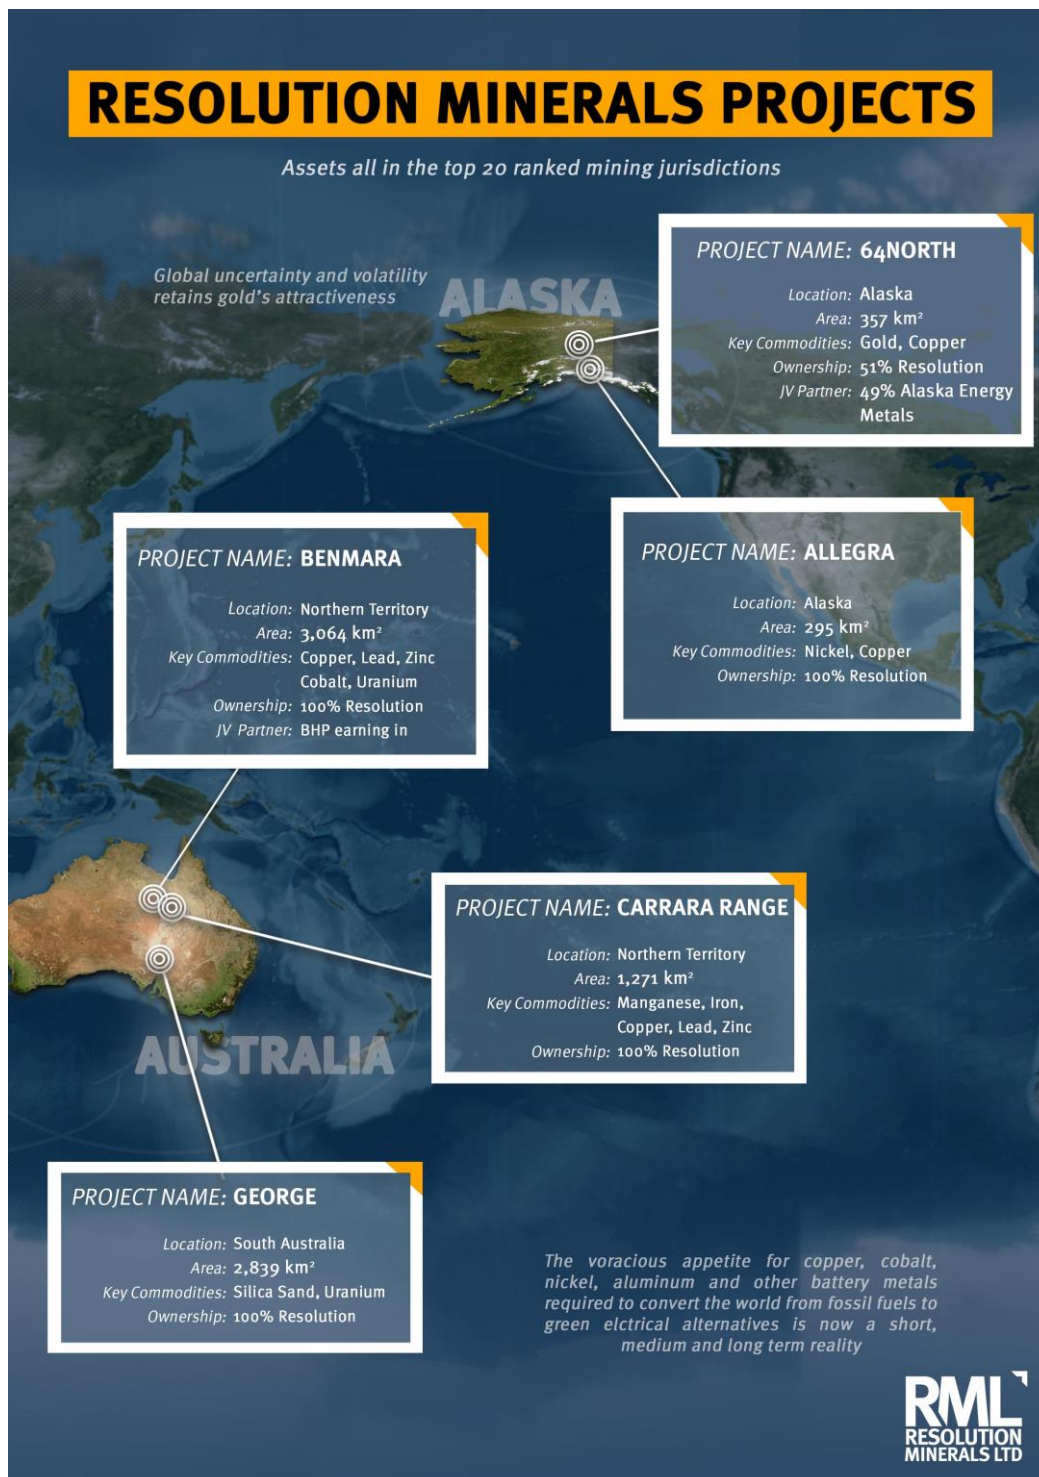 RESOLUTION MINERALS PROJECTS
Assets all in the top 20 ranked mining jurisdictions
Global uncertainty and volatility
retains gold's attractiveness
ALASKA
PROJECT NAME: 64NORTH
Location: Alaska
Area: 357 km²
Key Commodities: Gold, Copper
Ownership: 51% Resolution
JV Partner: 49% Alaska Energy
Metals
PROJECT NAME: ALLEGRA
Location: Alaska
Area: 295 km²
Key Commodities: Nickel, Copper
Ownership: 100% Resolution
PROJECT NAME: BENMARA
Location: Northern Territory
Area: 3,064 km²
Key Commodities: Copper, Lead, Zinc
Cobalt, Uranium
Ownership: 100% Resolution
JV Partner: BHP earning in
PROJECT NAME: CARRARA RANGE
Location: Northern Territory
Area: 1,271 km²
Key Commodities: Manganese, Iron,
Copper, Lead, Zinc
Ownership: 100% Resolution
AUSTRALIA
PROJECT NAME: GEORGE
Location: South Australia
Area: 2,839 km²
Key Commodities: Silica Sand, Uranium
Ownership: 100% Resolution
The voracious appetite for copper, cobalt,
nickel, aluminum and other battery metals
required to convert the world from fossil fuels to
green elctrical alternatives is now a short,
medium and long term reality
RML
RESOLUTION
MINERALS LTD